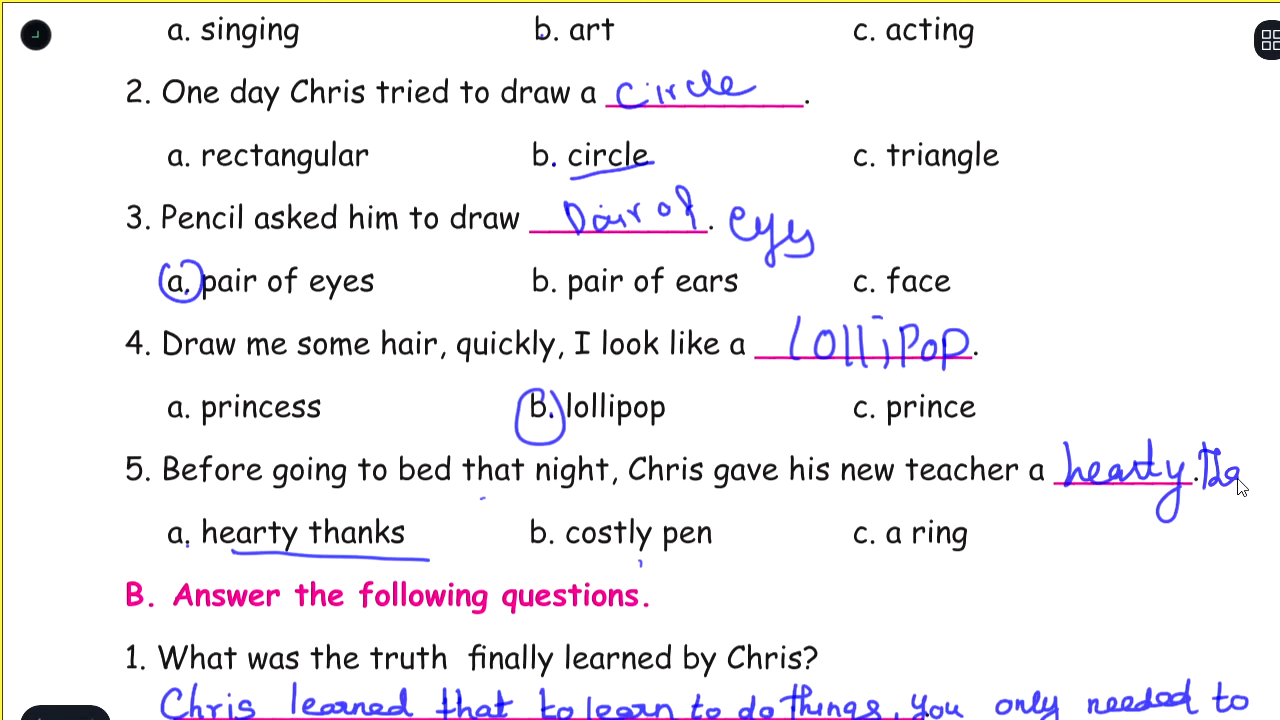 a. singing b. art c. acting
2. One day Chris tried to draw a circle.
a. rectangular b. circle c. triangle
3. Pencil asked him to draw pair of. eyes
a. pair of eyes b. pair of ears c. face
4. Draw me some hair, quickly, I look like a lollipop.
a. princess b. lollipop c. prince
5. Before going to bed that night, Chris gave his new teacher a hearty.
a. hearty thanks b. costly pen c. a ring
B. Answer the following questions.
1. What was the truth finally learned by Chris?
Chris learned that to learn to do things, you only needed to